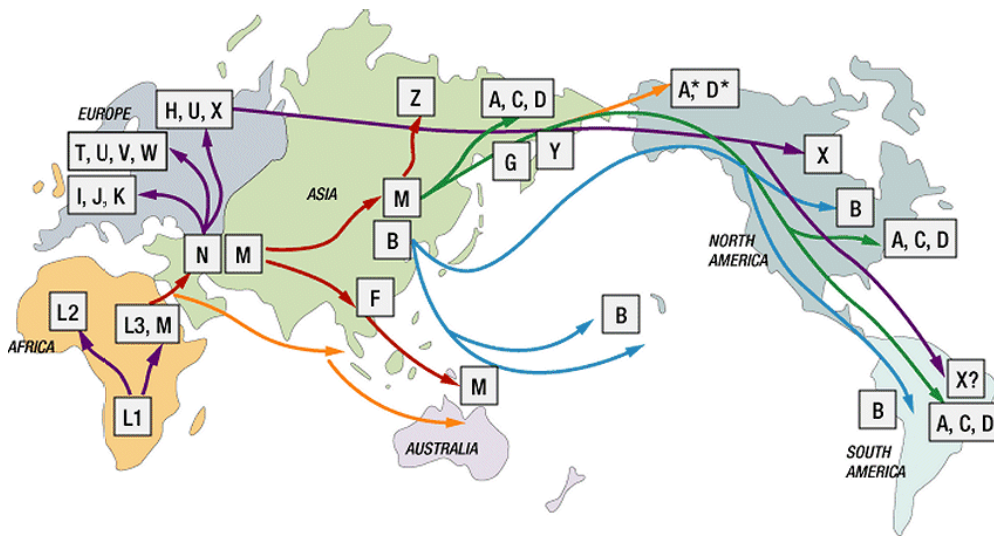 Z
A, C, D
A,* D*
EUROPE
H, U, X
T, U, V, W
G
Y
X
I, J, K
ASIA
M
B
B
N
M
NORTH
AMERICA
A, C, D
F
L2
L3, M
B
AFRICA
M
X?
L1
B
A, C, D
AUSTRALIA
SOUTH
AMERICA